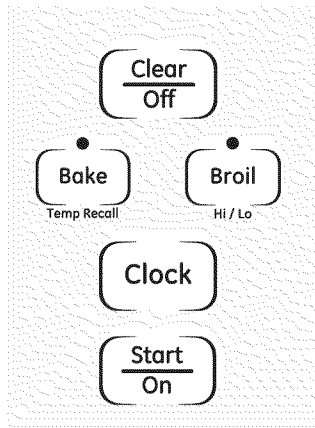 Clear
Off
Bake
Broil
Temp Recall
Hi / Lo
Clock
Start
On